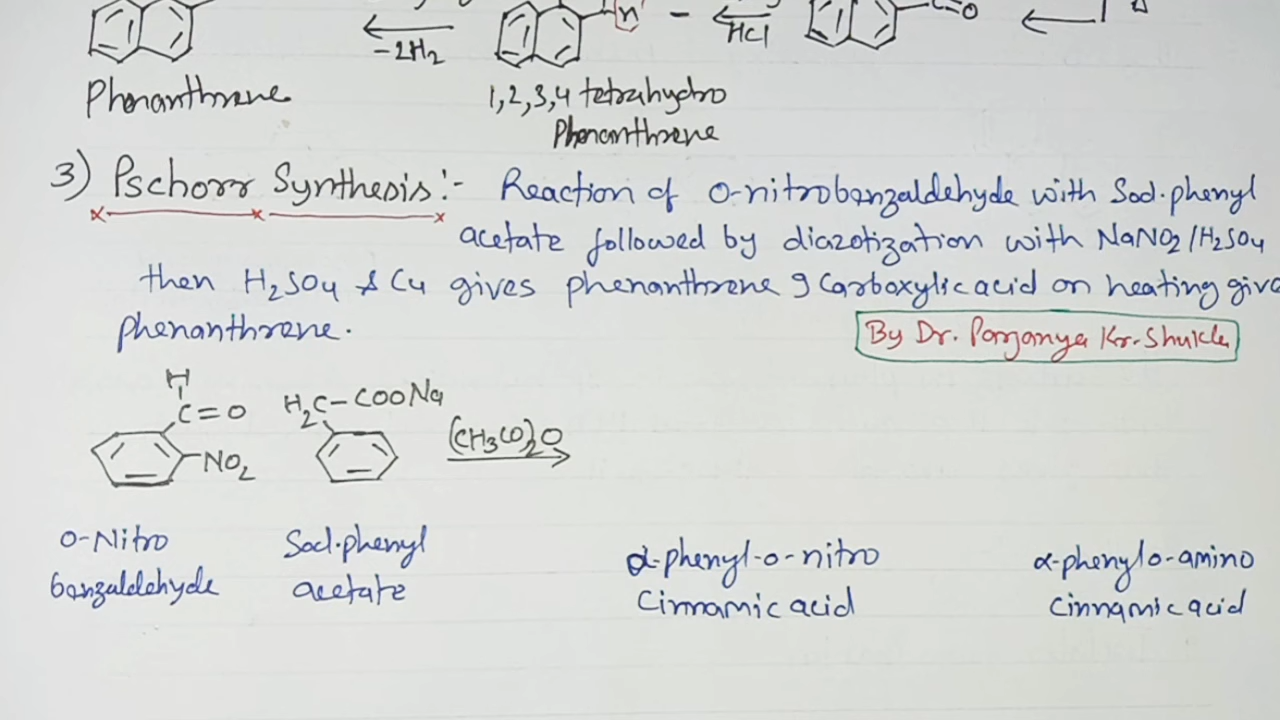 -2H₂
HCl
C=O
Phenanthrene
1,2,3,4 tetrahydro
Phenanthrene
3) Pschorr Synthesis:- Reaction of O-nitrobenzaldehyde with Sod.phenyl
acetate followed by diazotization with NaNO₂/H₂SO₄
then H₂SO₄ & Cu gives phenanthrene 9 Carboxylic acid on heating give
phenanthrene.
By Dr. Parjanya Kr. Shukla
H
C=O
H₂C-COONa
(CH₃CO)₂O
-NO₂
O-Nitro
benzaldehyde
Sod.phenyl
acetate
α-phenyl-o-nitro
Cinnamic acid
α-phenyl o-amino
Cinnamic acid